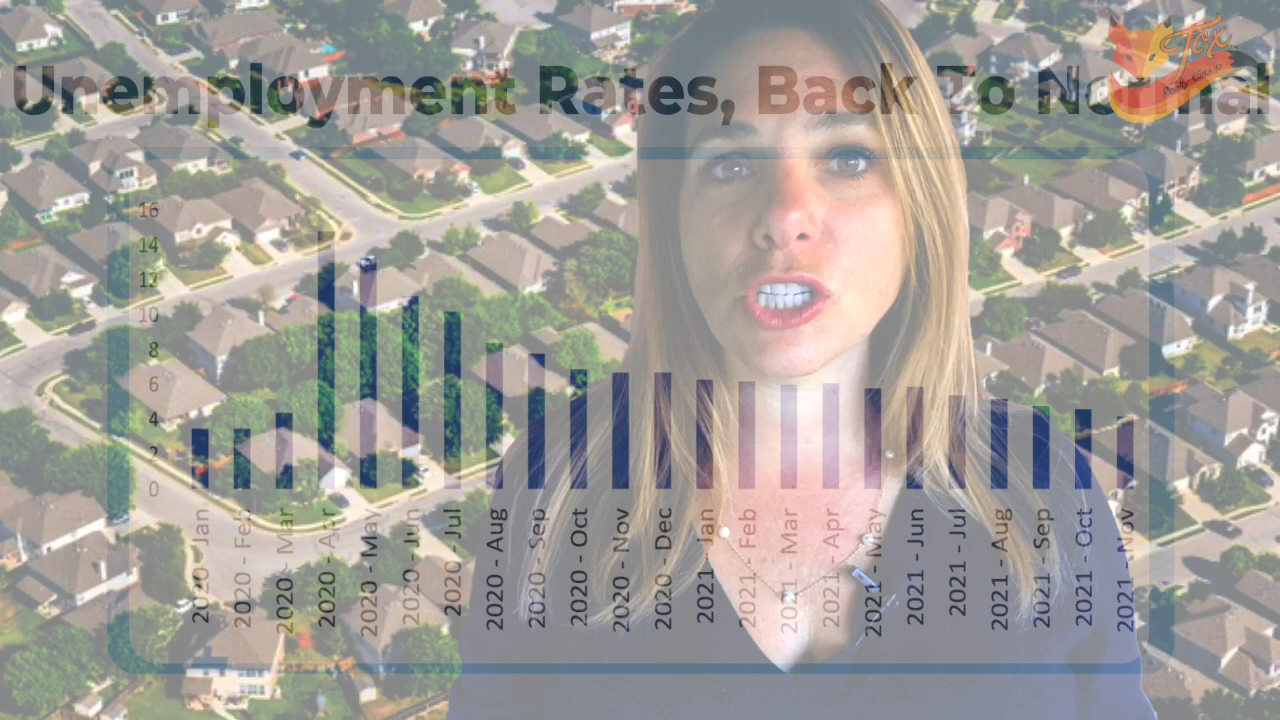 Fox
Realty Group
Unemployment Rates, Back To Normal
16
14
12
10
8
6
4
2
0
2020 - Jan
2020 - Feb
2020 - Mar
2020 - Apr
2020 - May
2020 - Jun
2020 - Jul
2020 - Aug
2020 - Sep
2020 - Oct
2020 - Nov
2020 - Dec
2021 - Jan
2021 - Feb
2021 - Mar
2021 - Apr
2021 - May
2021 - Jun
2021 - Jul
2021 - Aug
2021 - Sep
2021 - Oct
2021 - Nov